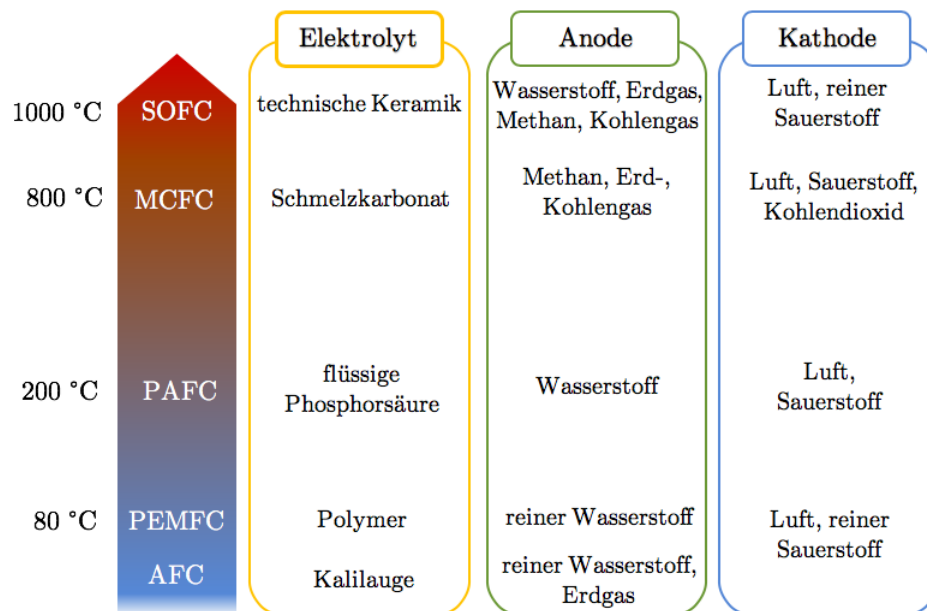 Elektrolyt
Anode
Kathode
1000 °C
SOFC
technische Keramik
Wasserstoff, Erdgas,
Methan, Kohlengas
Luft, reiner
Sauerstoff
800 °C
MCFC
Schmelzkarbonat
Methan, Erd-,
Kohlengas
Luft, Sauerstoff,
Kohlendioxid
200 °C
PAFC
flüssige
Phosphorsäure
Wasserstoff
Luft,
Sauerstoff
80 °C
PEMFC
Polymer
reiner Wasserstoff
Luft, reiner
Sauerstoff
AFC
Kalilauge
reiner Wasserstoff,
Erdgas